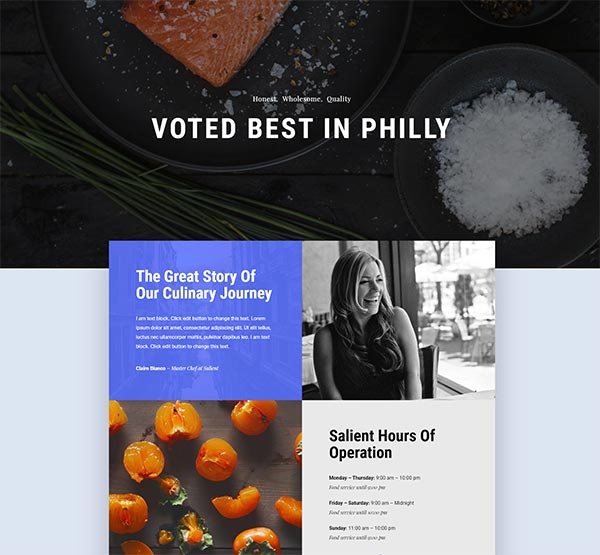 Honest, Wholesome, Quality
VOTED BEST IN PHILLY
The Great Story Of
Our Culinary Journey
I am text block. Click edit button to change this text. Lorem
ipsum dolor sit amet, consectetur adipiscing elit. Ut elit tellus,
luctus nec ullamcorper mattis, pulvinar dapibus leo. I am text
block. Click edit button to change this text.
Claire Bianco – Master Chef at Salient
Salient Hours Of
Operation
Monday – Thursday: 9:00 am – 10:00 pm
Food service until 9:00 pm
Friday – Saturday: 9:00 am – Midnight
Food service until 10:00 pm
Sunday: 11:00 am – 10:00 pm
Food service until 9:00 pm